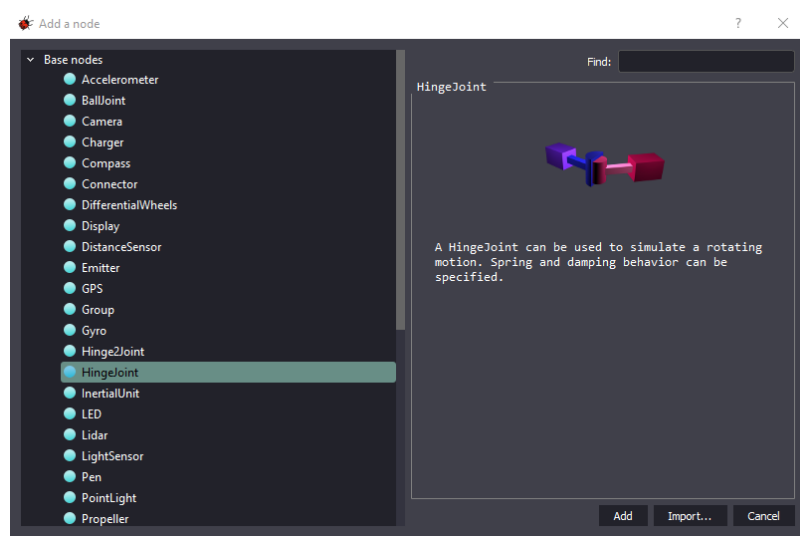 Add a node
?
Base nodes
Accelerometer
BallJoint
Camera
Charger
Compass
Connector
DifferentialWheels
Display
DistanceSensor
Emitter
GPS
Group
Gyro
Hinge2Joint
HingeJoint
InertialUnit
LED
Lidar
LightSensor
Pen
PointLight
Propeller
Find:
HingeJoint
A HingeJoint can be used to simulate a rotating
motion. Spring and damping behavior can be
specified.
Add
Import...
Cancel